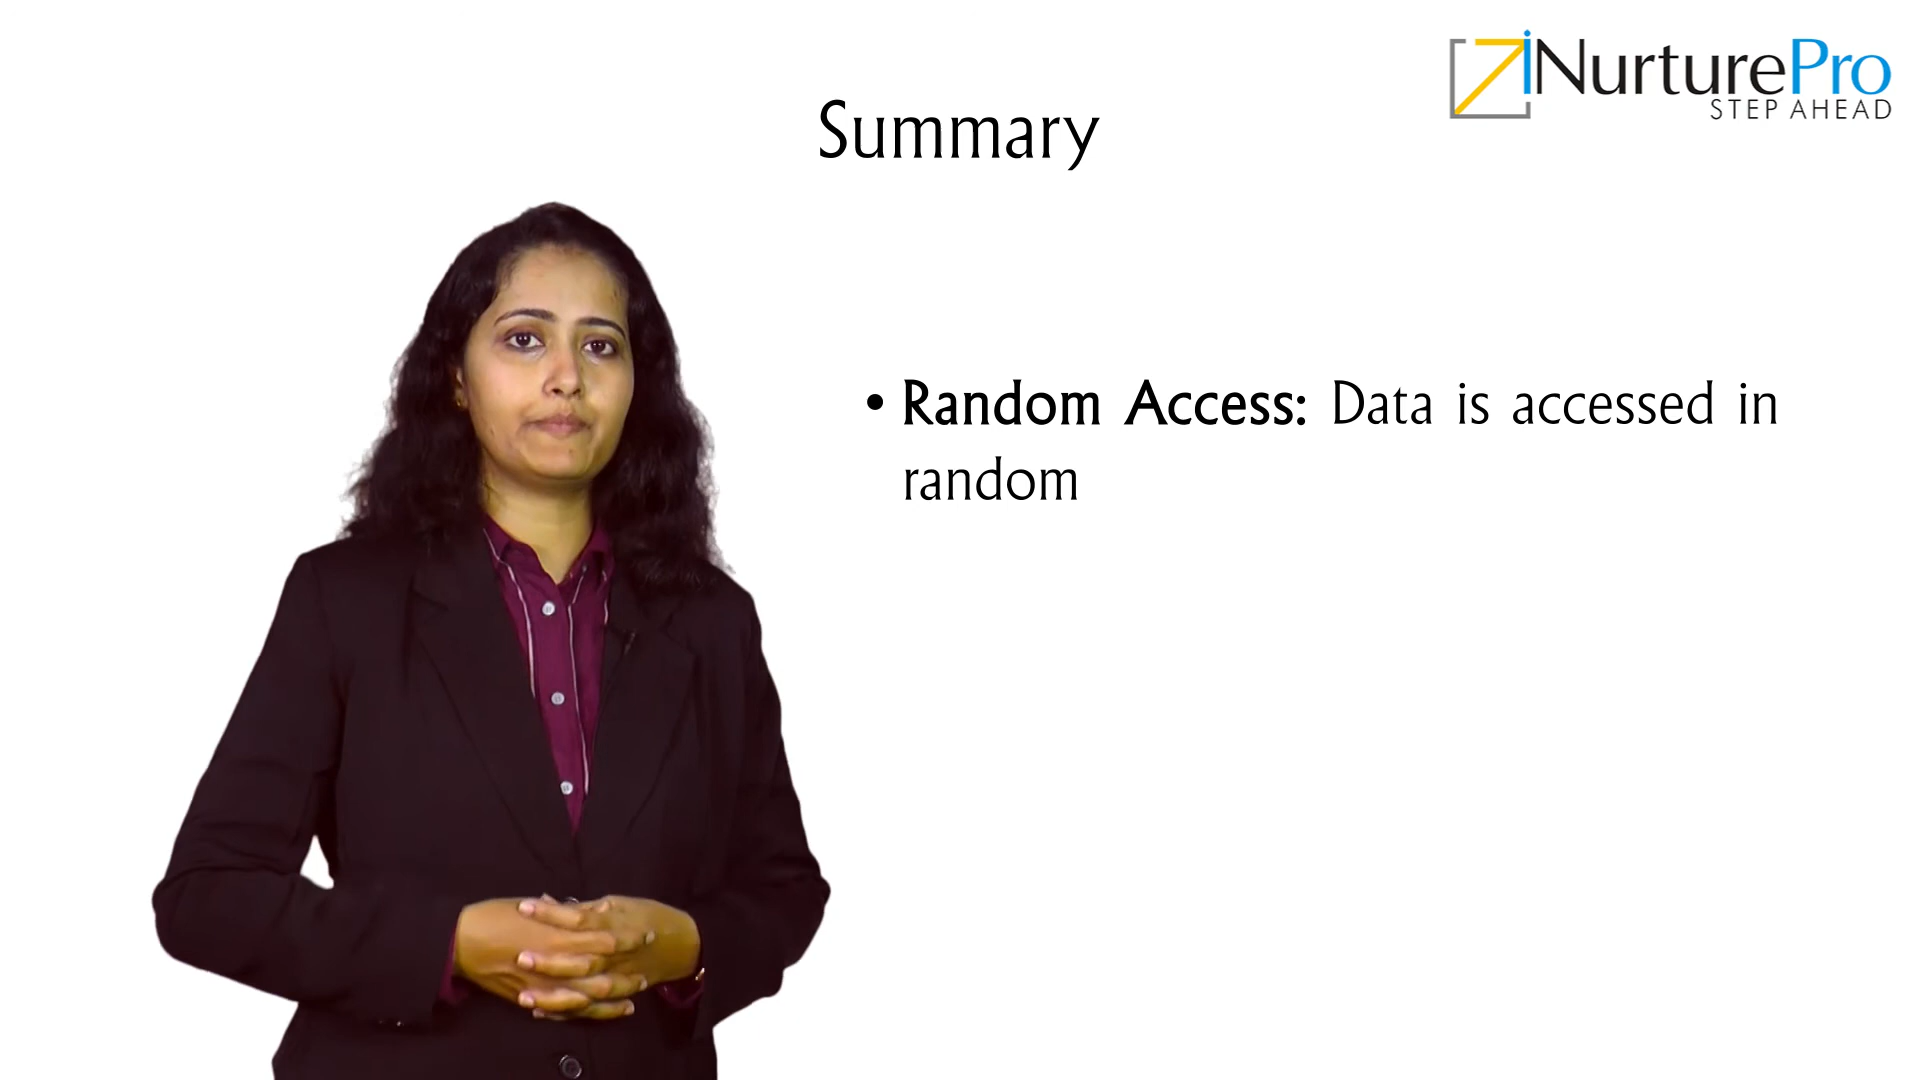 iNurturePro
STEP AHEAD
Summary
• Random Access: Data is accessed in
random